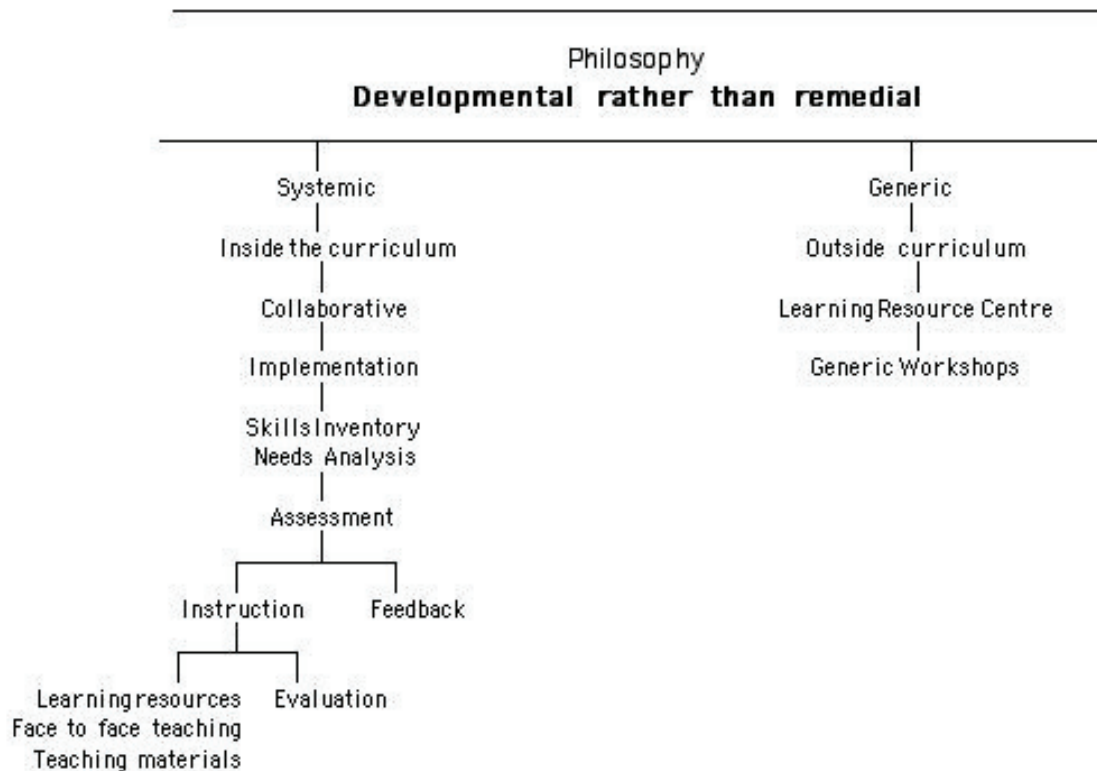 Philosophy
Developmental rather than remedial
Systemic
Generic
Inside the curriculum
Outside curriculum
Collaborative
Learning Resource Centre
Implementation
Generic Workshops
Skills Inventory
Needs Analysis
Assessment
Instruction
Feedback
Learning resources
Face to face teaching
Teaching materials
Evaluation